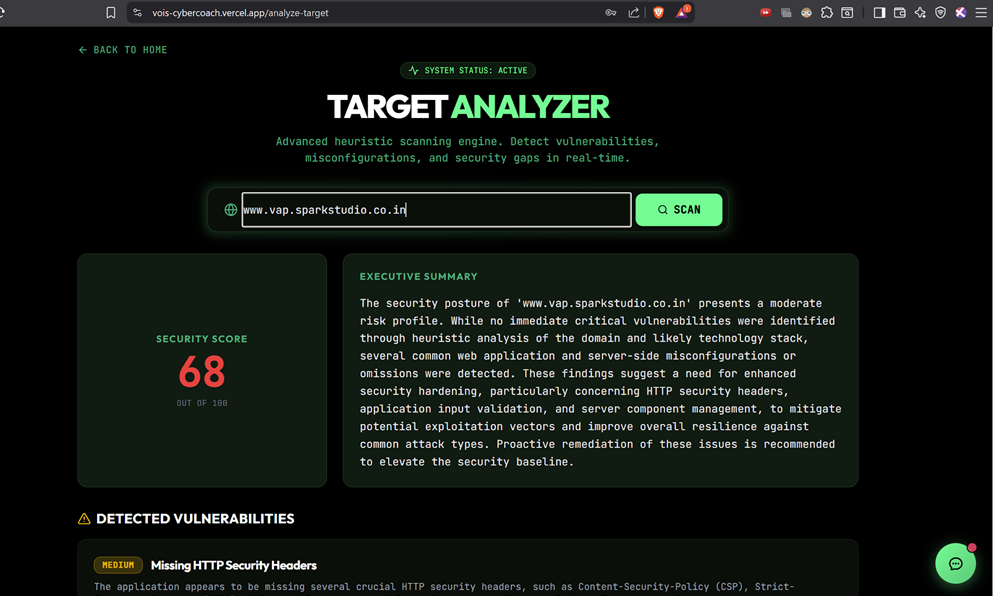 vois-cybercoach.vercel.app/analyze-target
← BACK TO HOME
SYSTEM STATUS: ACTIVE
TARGET ANALYZER
Advanced heuristic scanning engine. Detect vulnerabilities,
misconfigurations, and security gaps in real-time.
www.vap.sparkstudio.co.in
SCAN
SECURITY SCORE
68
OUT OF 100
EXECUTIVE SUMMARY
The security posture of 'www.vap.sparkstudio.co.in' presents a moderate
risk profile. While no immediate critical vulnerabilities were identified
through heuristic analysis of the domain and likely technology stack,
several common web application and server-side misconfigurations or
omissions were detected. These findings suggest a need for enhanced
security hardening, particularly concerning HTTP security headers,
application input validation, and server component management, to mitigate
potential exploitation vectors and improve overall resilience against
common attack types. Proactive remediation of these issues is recommended
to elevate the security baseline.
DETECTED VULNERABILITIES
MEDIUM Missing HTTP Security Headers
The application appears to be missing several crucial HTTP security headers, such as Content-Security-Policy (CSP), Strict-